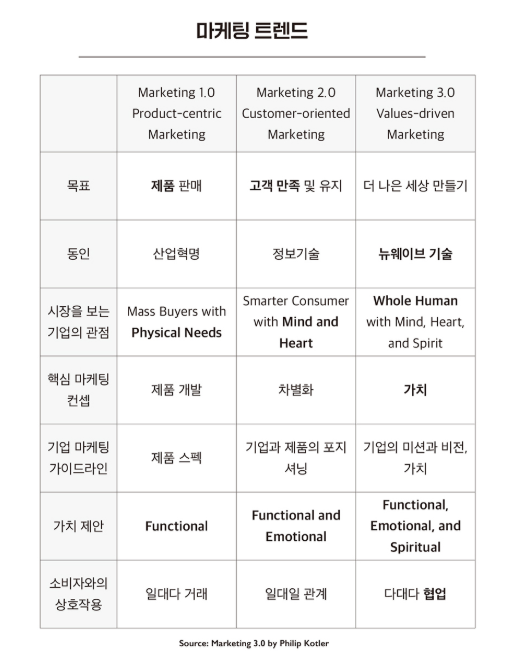 마케팅 트렌드
Marketing 1.0
Product-centric
Marketing
Marketing 2.0
Customer-oriented
Marketing
Marketing 3.0
Values-driven
Marketing
목표
제품 판매
고객 만족 및 유지
더 나은 세상 만들기
동인
산업혁명
정보기술
뉴웨이브 기술
시장을 보는
기업의 관점
Mass Buyers with
Physical Needs
Smarter Consumer
with Mind and
Heart
Whole Human
with Mind, Heart,
and Spirit
핵심 마케팅
컨셉
제품 개발
차별화
가치
기업 마케팅
가이드라인
제품 스펙
기업과 제품의 포지
셔닝
기업의 미션과 비전,
가치
가치 제안
Functional
Functional and
Emotional
Functional,
Emotional, and
Spiritual
소비자와의
상호작용
일대다 거래
일대일 관계
다대다 협업
Source: Marketing 3.0 by Philip Kotler